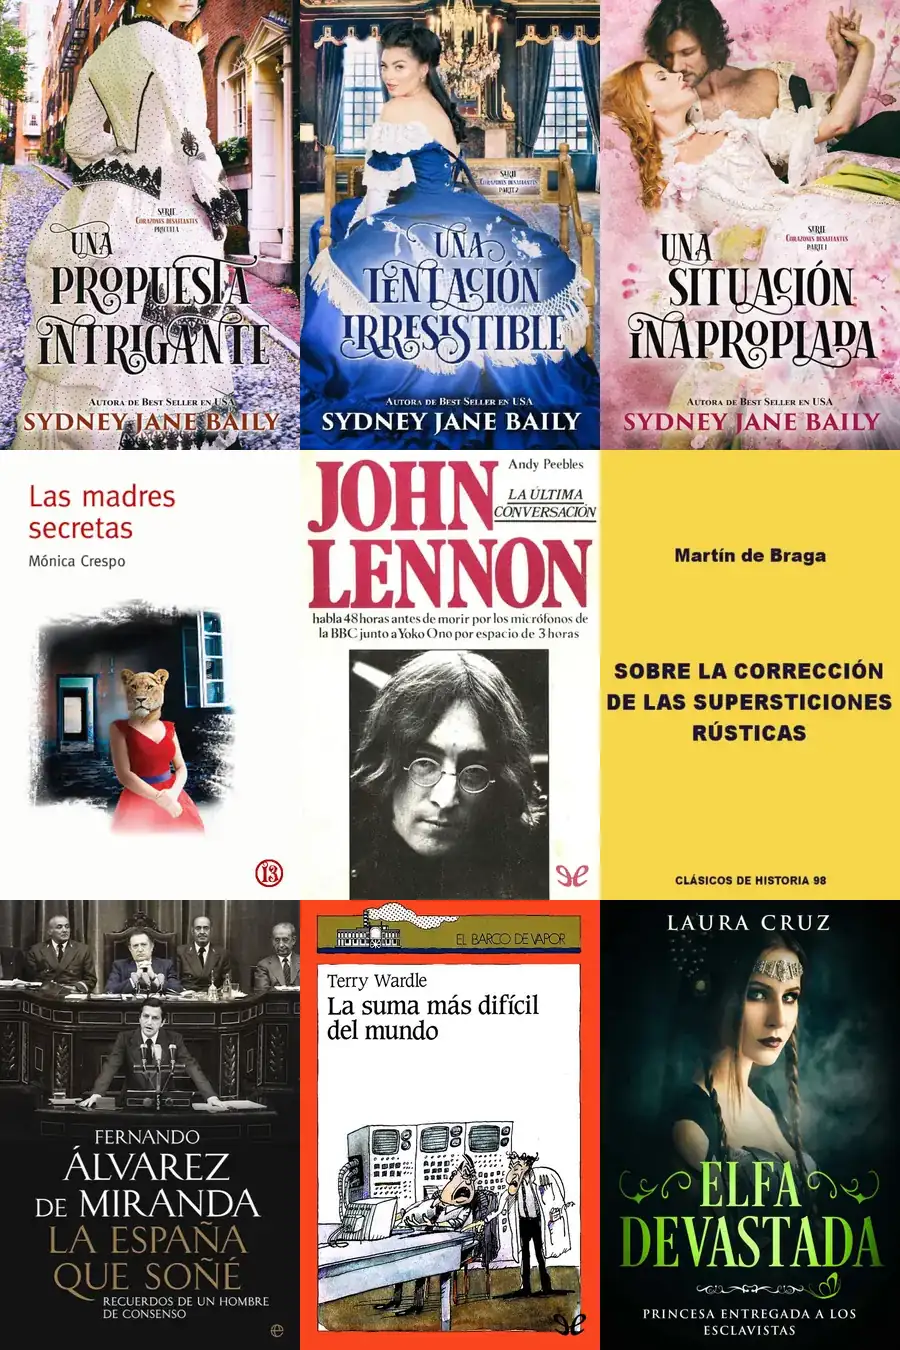 UNA
PROPUESTA
INTRIGANTE
SERIE
CORAZONES DESAFIANTES
PRECUELA
AUTORA DE BEST SELLER EN USA
SYDNEY JANE BAILY
SERIE
CORAZONES DESAFIANTES
PARTE 2
UNA
TENTACIÓN
IRRESISTIBLE
AUTORA DE BEST SELLER EN USA
SYDNEY JANE BAILY
SERIE
CORAZONES DESAFIANTES
PARTE 1
UNA
SITUACIÓN
INAPROPIADA
AUTORA DE BEST SELLER EN USA
SYDNEY JANE BAILY
Las madres
secretas
Mónica Crespo
13
Andy Peebles
JOHN
LA ÚLTIMA
CONVERSACIÓN
LENNON
habla 48 horas antes de morir por los micrófonos de
la BBC junto a Yoko Ono por espacio de 3 horas
Martín de Braga
SOBRE LA CORRECCIÓN
DE LAS SUPERSTICIONES
RÚSTICAS
CLÁSICOS DE HISTORIA 98
FERNANDO
ÁLVAREZ
DE MIRANDA
LA ESPAÑA
QUE SOÑÉ
RECUERDOS DE UN HOMBRE
DE CONSENSO
EL BARCO DE VAPOR
Terry Wardle
La suma más difícil
del mundo
LAURA CRUZ
ELFA
DEVASTADA
PRINCESA ENTREGADA A LOS
ESCLAVISTAS